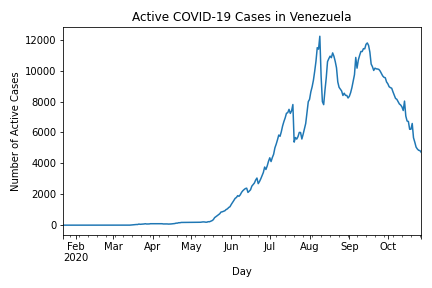 Active COVID-19 Cases in Venezuela
Number of Active Cases
12000
10000
8000
6000
4000
2000
0
Feb Mar Apr May Jun Jul Aug Sep Oct
2020
Day